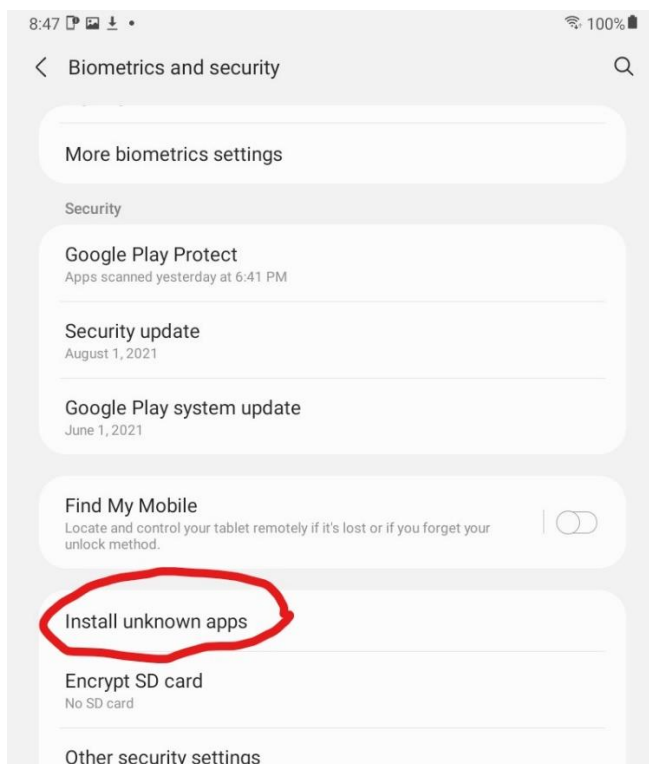 8:47
100%
Biometrics and security
More biometrics settings
Security
Google Play Protect
Apps scanned yesterday at 6:41 PM
Security update
August 1, 2021
Google Play system update
June 1, 2021
Find My Mobile
Locate and control your tablet remotely if it's lost or if you forget your
unlock method.
Install unknown apps
Encrypt SD card
No SD card
Other security settings